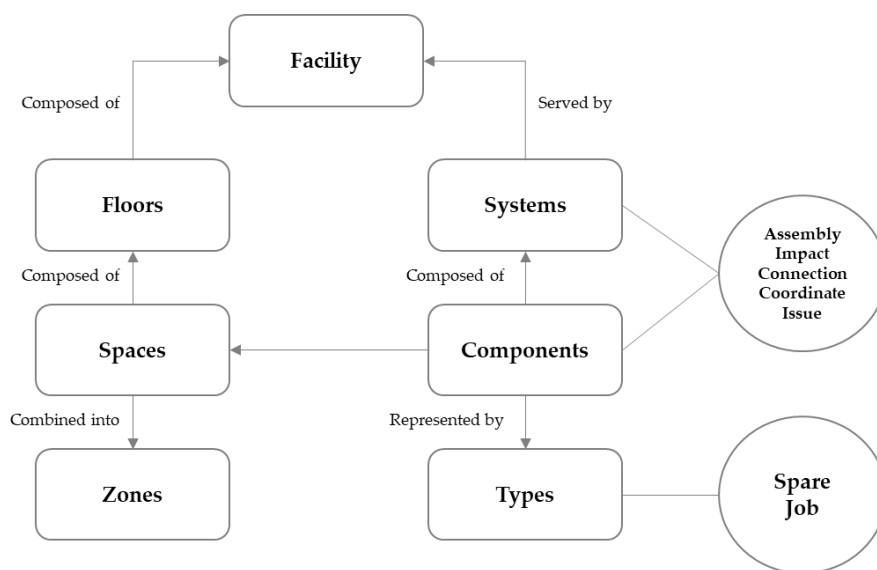 Facility
Composed of
Served by
Floors
Systems
Assembly
Impact
Connection
Coordinate
Issue
Composed of
Composed of
Spaces
Components
Combined into
Represented by
Zones
Types
Spare
Job